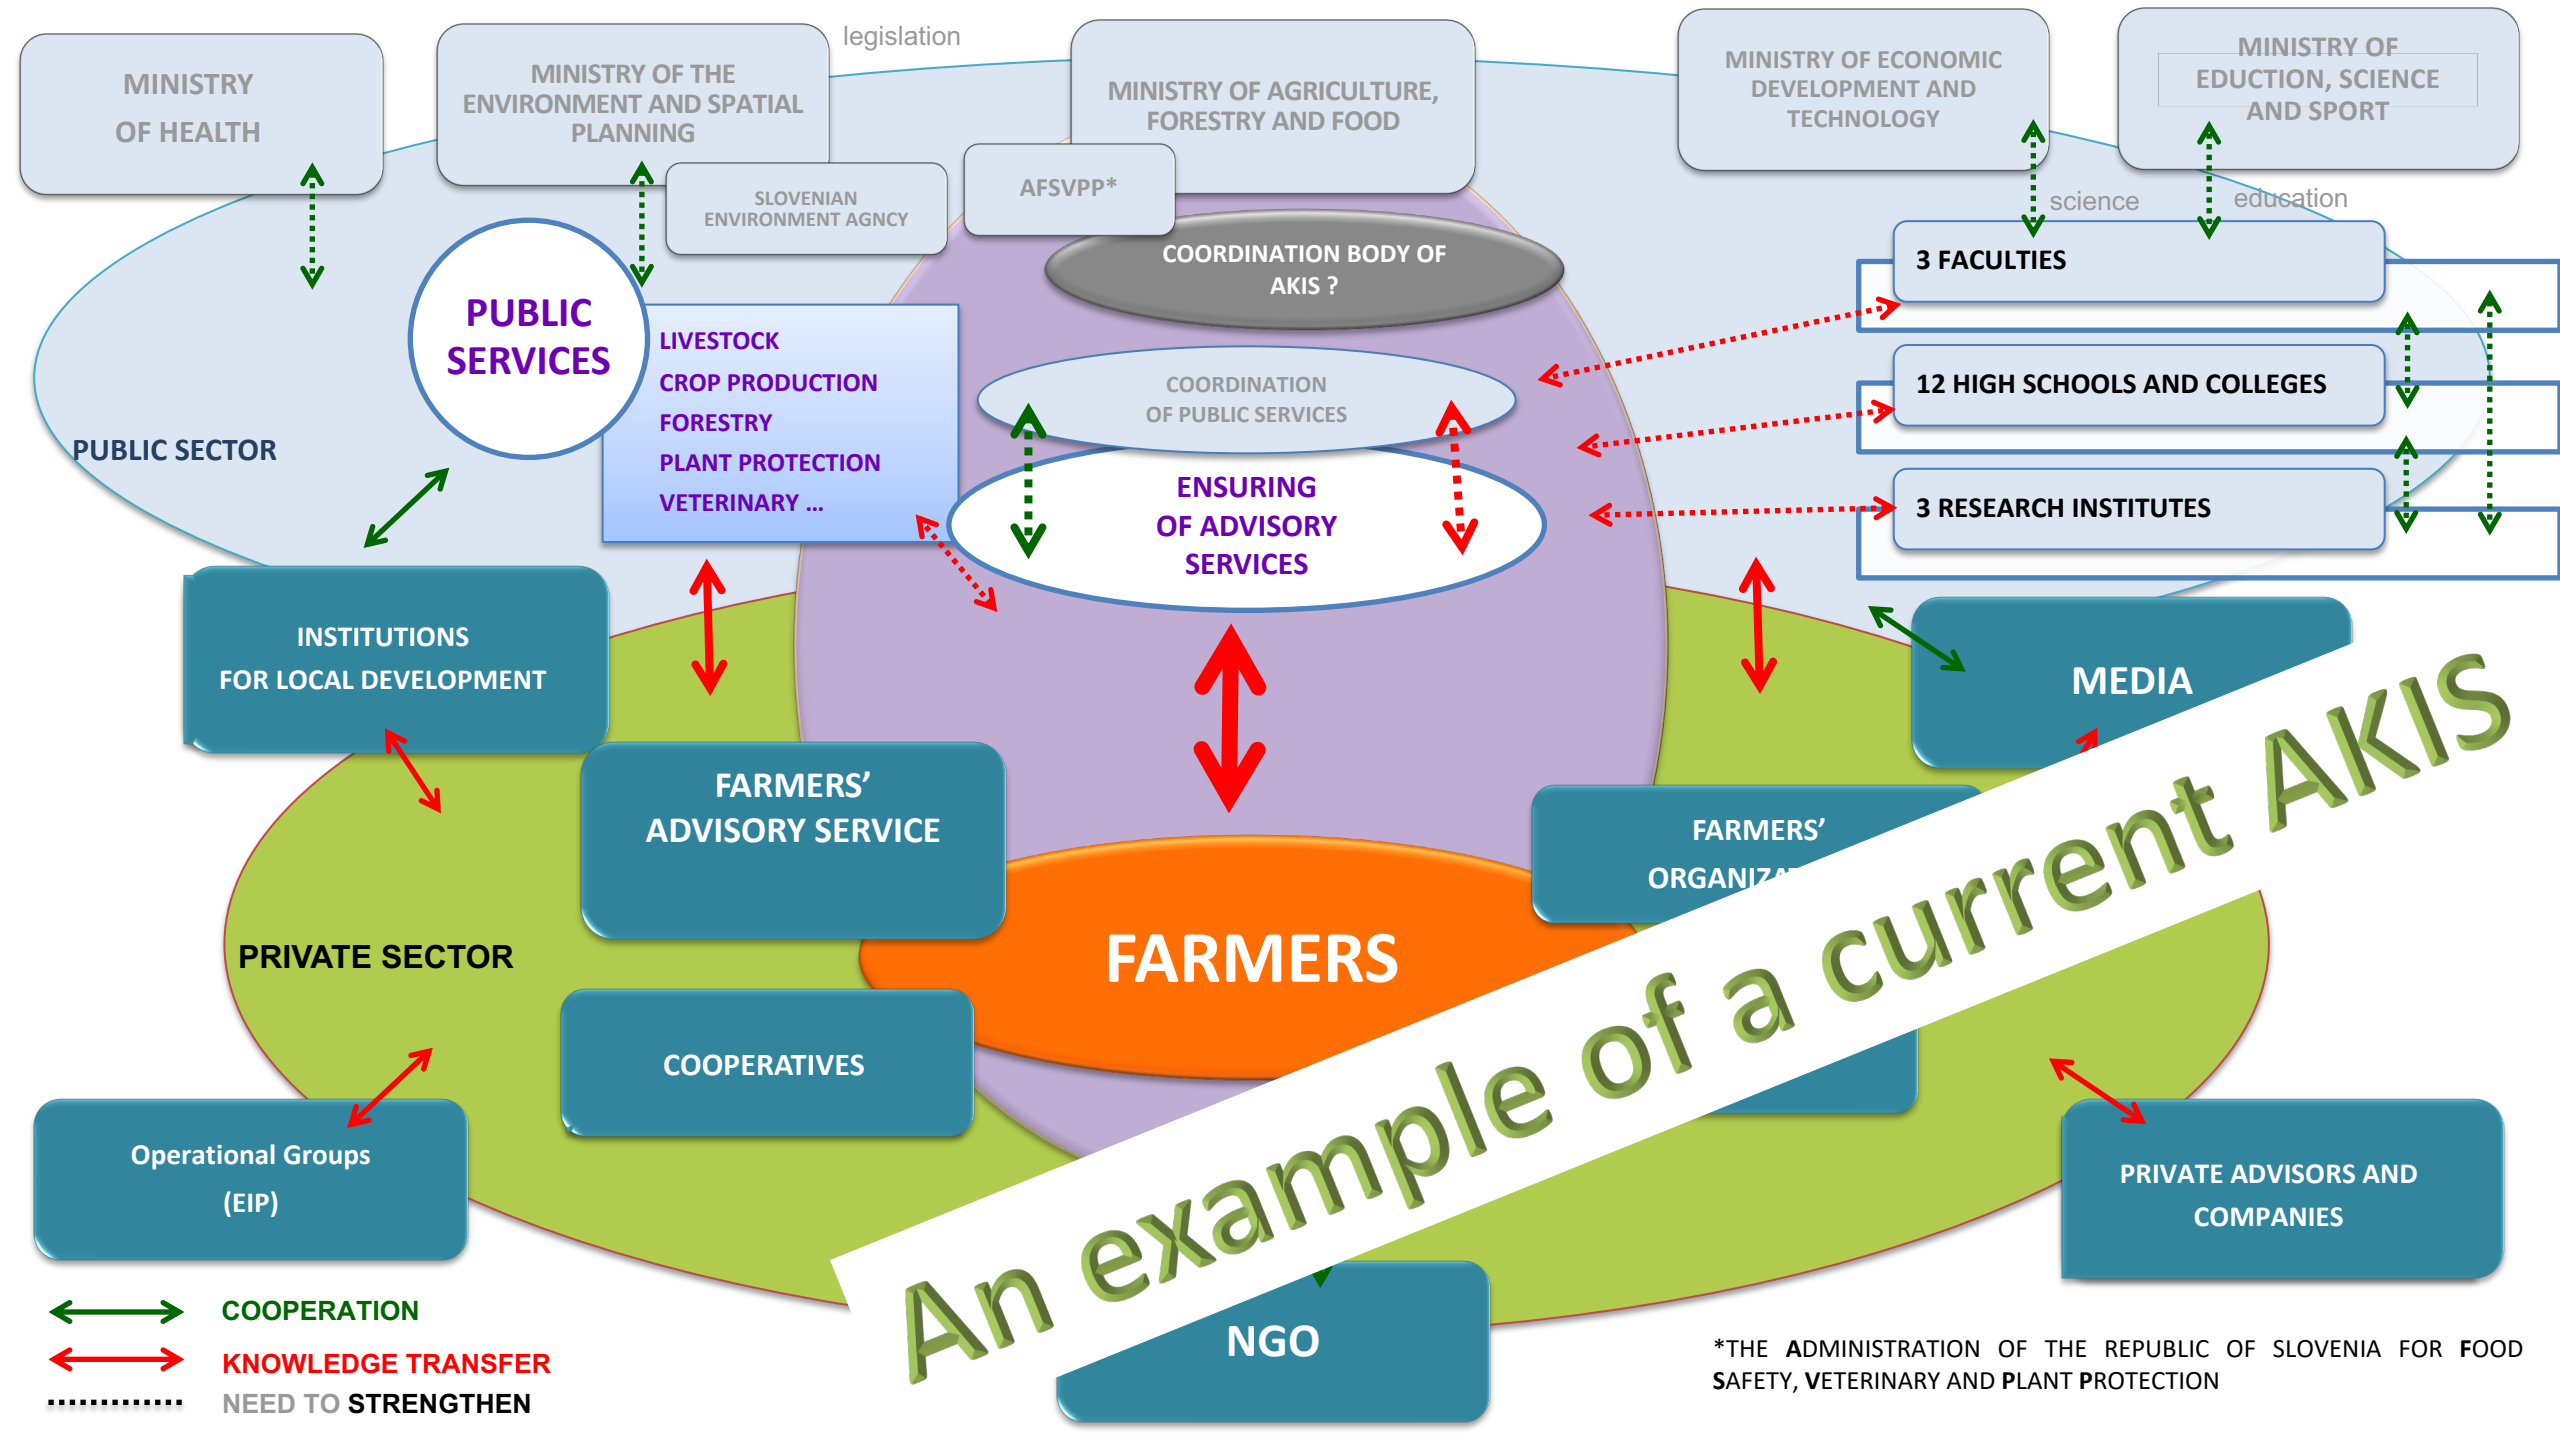 legislation
MINISTRY
OF HEALTH
MINISTRY OF THE
ENVIRONMENT AND SPATIAL
PLANNING
SLOVENIAN
ENVIRONMENT AGNCY
MINISTRY OF AGRICULTURE,
FORESTRY AND FOOD
AFSVPP*
MINISTRY OF ECONOMIC
DEVELOPMENT AND
TECHNOLOGY
MINISTRY OF
EDUCTION, SCIENCE
AND SPORT
science
education
COORDINATION BODY OF
AKIS ?
PUBLIC
SERVICES
LIVESTOCK
CROP PRODUCTION
FORESTRY
PLANT PROTECTION
VETERINARY ...
COORDINATION
OF PUBLIC SERVICES
ENSURING
OF ADVISORY
SERVICES
3 FACULTIES
12 HIGH SCHOOLS AND COLLEGES
3 RESEARCH INSTITUTES
PUBLIC SECTOR
INSTITUTIONS
FOR LOCAL DEVELOPMENT
MEDIA
FARMERS’
ADVISORY SERVICE
FARMERS’
FARMERS
PRIVATE SECTOR
COOPERATIVES
An example of a current AKIS
Operational Groups
(EIP)
PRIVATE ADVISORS AND
COMPANIES
NGO
COOPERATION
KNOWLEDGE TRANSFER
NEED TO STRENGTHEN
*THE ADMINISTRATION OF THE REPUBLIC OF SLOVENIA FOR FOOD
SAFETY, VETERINARY AND PLANT PROTECTION